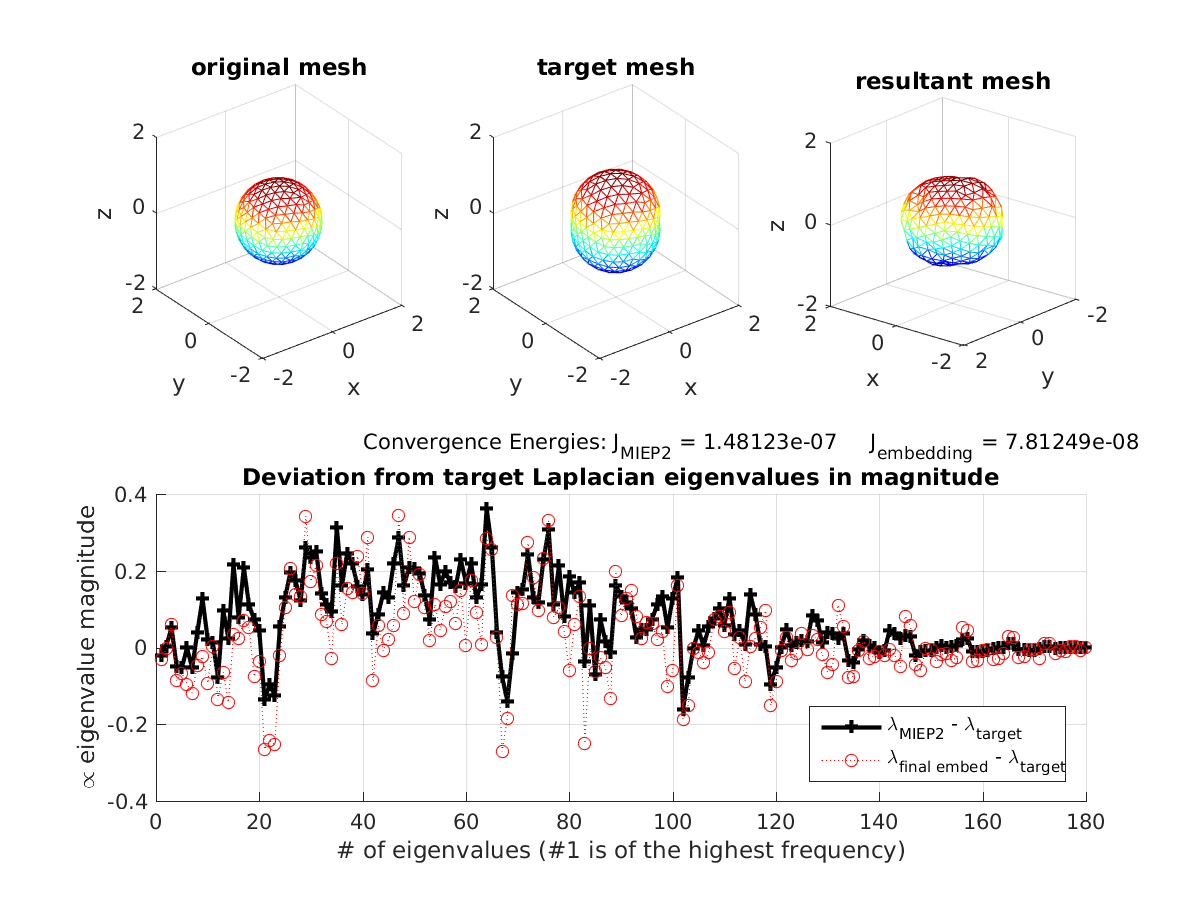 original mesh
target mesh
resultant mesh
2
0
-2
z
2
0
-2
y
-2
0
2
x
2
0
-2
z
2
0
-2
y
-2
0
2
x
2
0
-2
z
2
0
-2
x
2
0
-2
y
Convergence Energies: J_MIEP2 = 1.48123e-07 J_embedding = 7.81249e-08
Deviation from target Laplacian eigenvalues in magnitude
∝ eigenvalue magnitude
0.4
0.2
0
-0.2
-0.4
λ_MIEP2 - λ_target
λ_final embed - λ_target
0 20 40 60 80 100 120 140 160 180
# of eigenvalues (#1 is of the highest frequency)